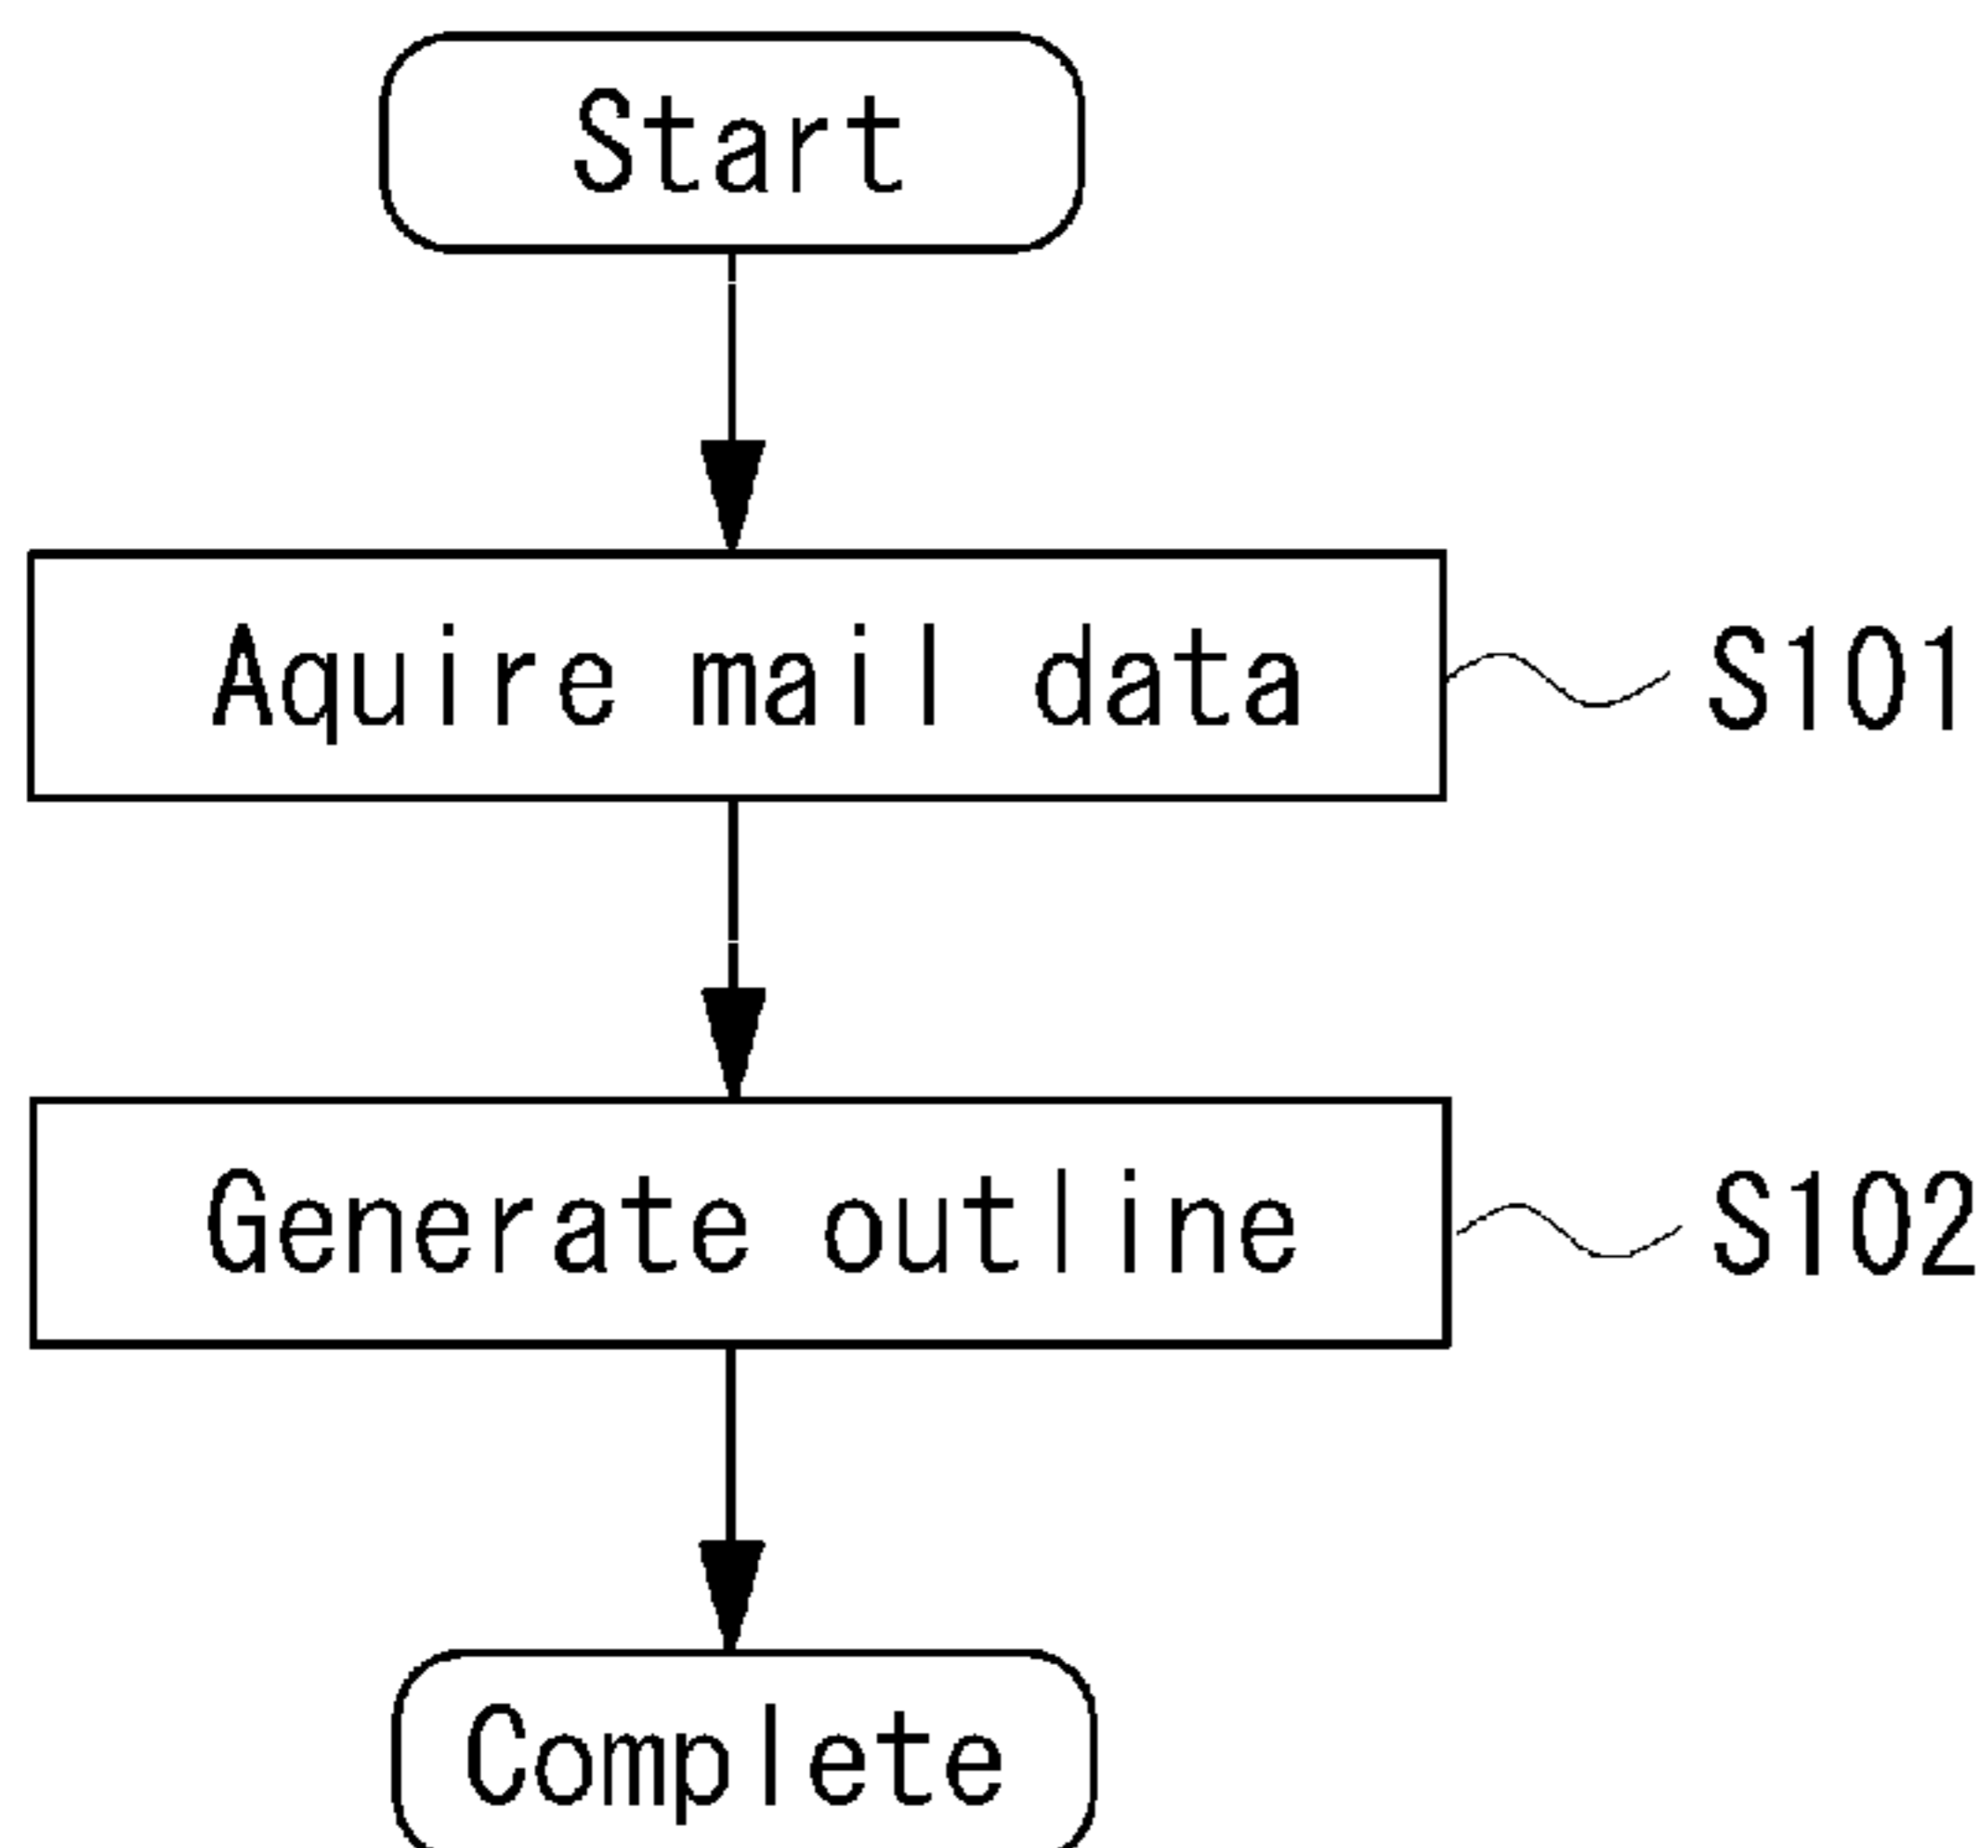 Start
Aquire mail data
S101
Generate outline
S102
Complete